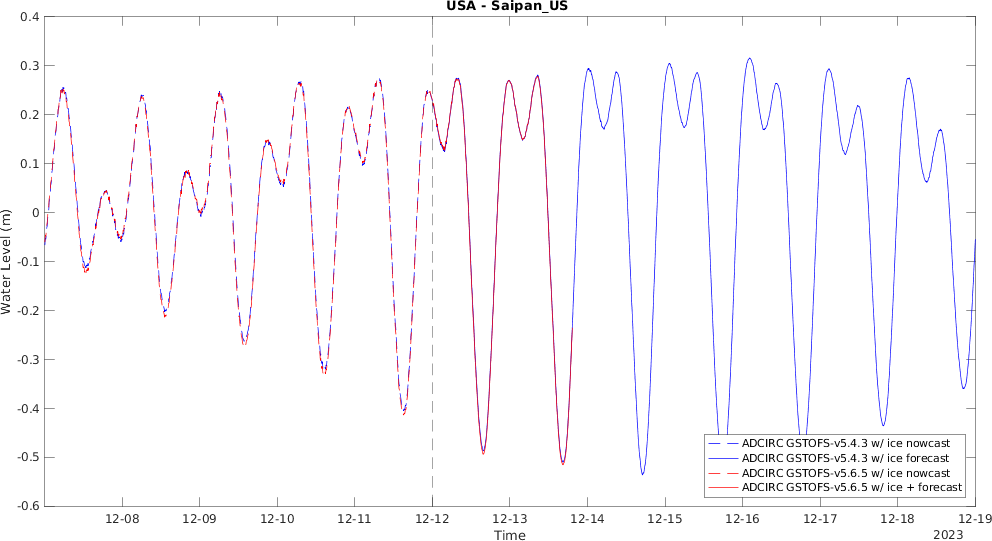 USA - Saipan_US
0.4
0.3
0.2
0.1
0
-0.1
-0.2
-0.3
-0.4
-0.5
-0.6
Water Level (m)
12-08 12-09 12-10 12-11 12-12 12-13 12-14 12-15 12-16 12-17 12-18 12-19
Time
2023
ADCIRC GSTOFS-v5.4.3 w/ ice nowcast
ADCIRC GSTOFS-v5.4.3 w/ ice forecast
ADCIRC GSTOFS-v5.6.5 w/ ice nowcast
ADCIRC GSTOFS-v5.6.5 w/ ice + forecast